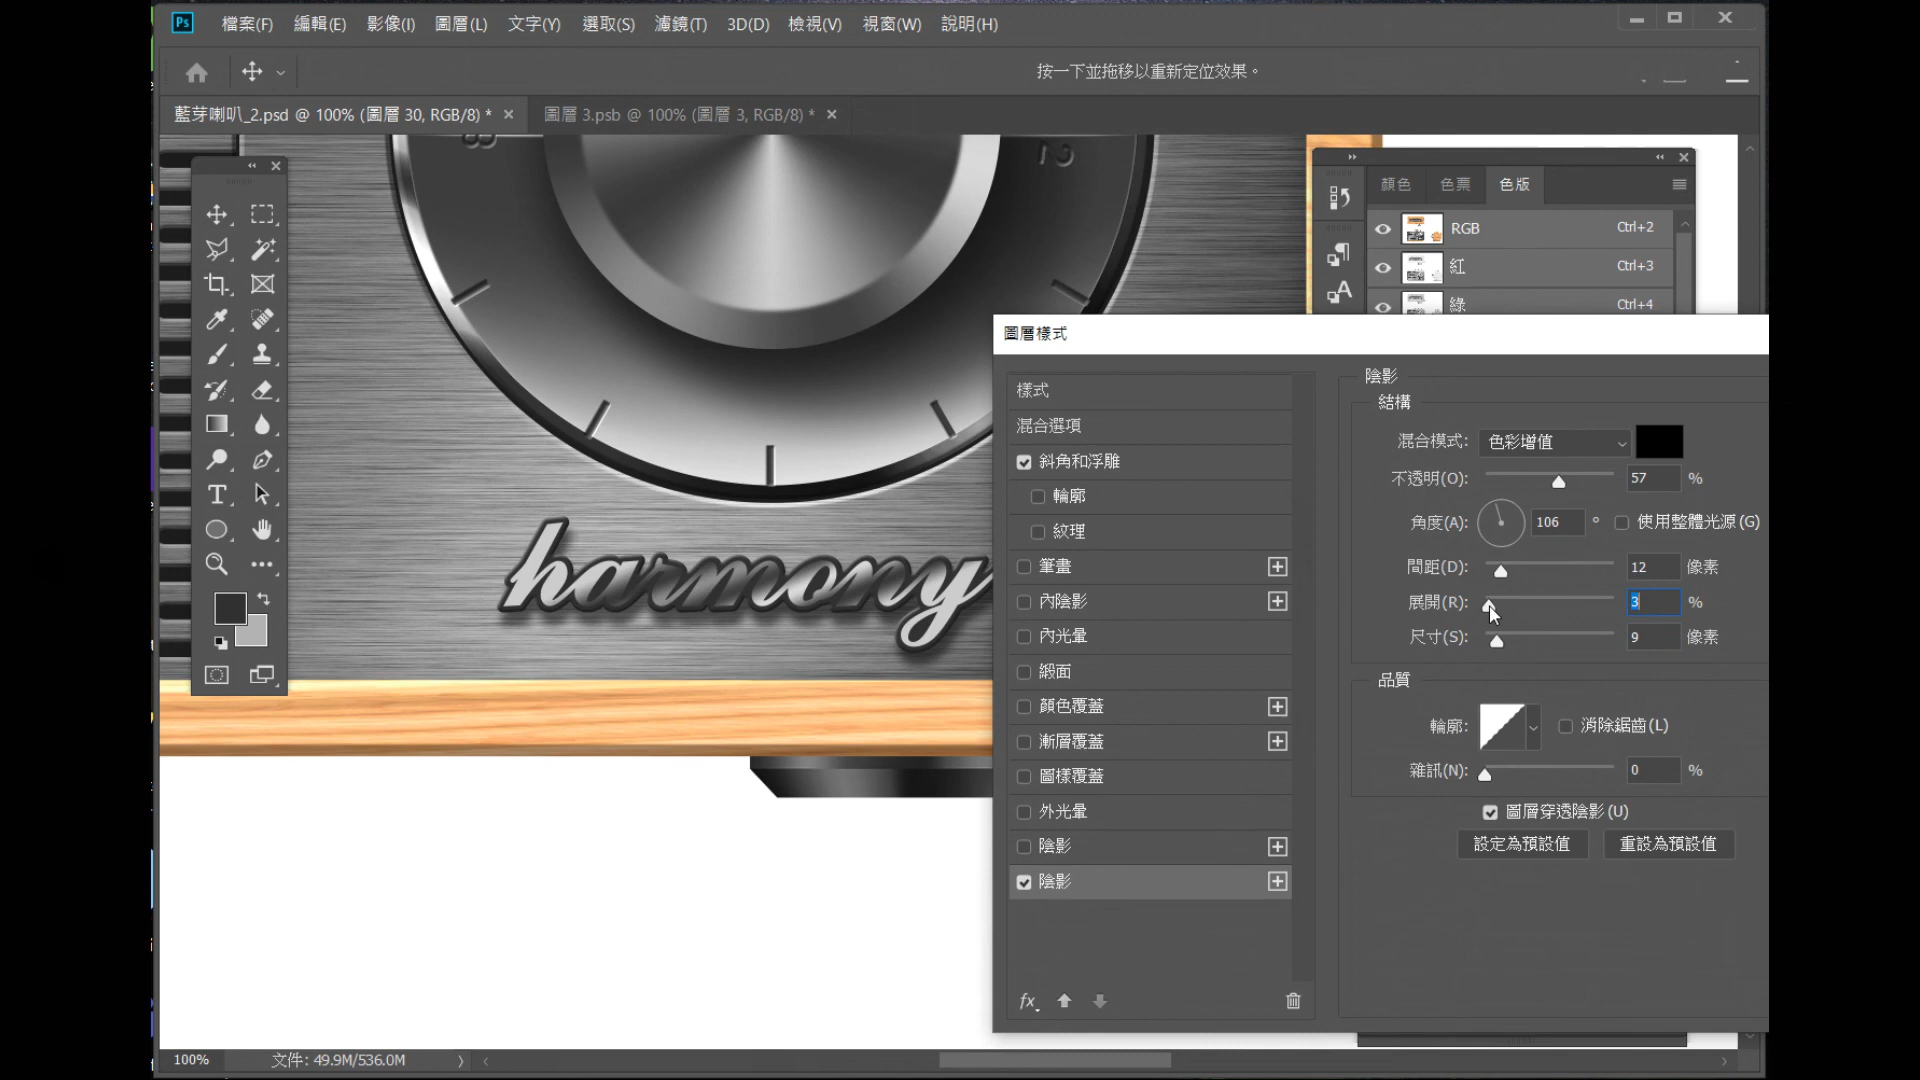 Ps 檔案(F) 編輯(E) 影像(I) 圖層(L) 文字(Y) 選取(S) 濾鏡(T) 3D(D) 檢視(V) 視窗(W) 說明(H)
按一下並拖移以重新定位效果。
藍芽喇叭_2.psd @ 100% (圖層 30, RGB/8) * 圖層 3.psb @ 100% (圖層 3, RGB/8) *
顏色 色票 色版
RGB Ctrl+2
紅 Ctrl+3
綠 Ctrl+4
harmony
圖層樣式
樣式
混合選項
斜角和浮雕
輪廓
紋理
筆畫
內陰影
內光暈
緞面
顏色覆蓋
漸層覆蓋
圖樣覆蓋
外光暈
陰影
陰影
fx
陰影
結構
混合模式: 色彩增值
不透明(O): 57 %
角度(A): 106 ° 使用整體光源(G)
間距(D): 12 像素
展開(R): 3 %
尺寸(S): 9 像素
品質
輪廓: 消除鋸齒(L)
雜訊(N): 0 %
圖層穿透陰影(U)
設定為預設值 重設為預設值
100% 文件: 49.9M/536.0M